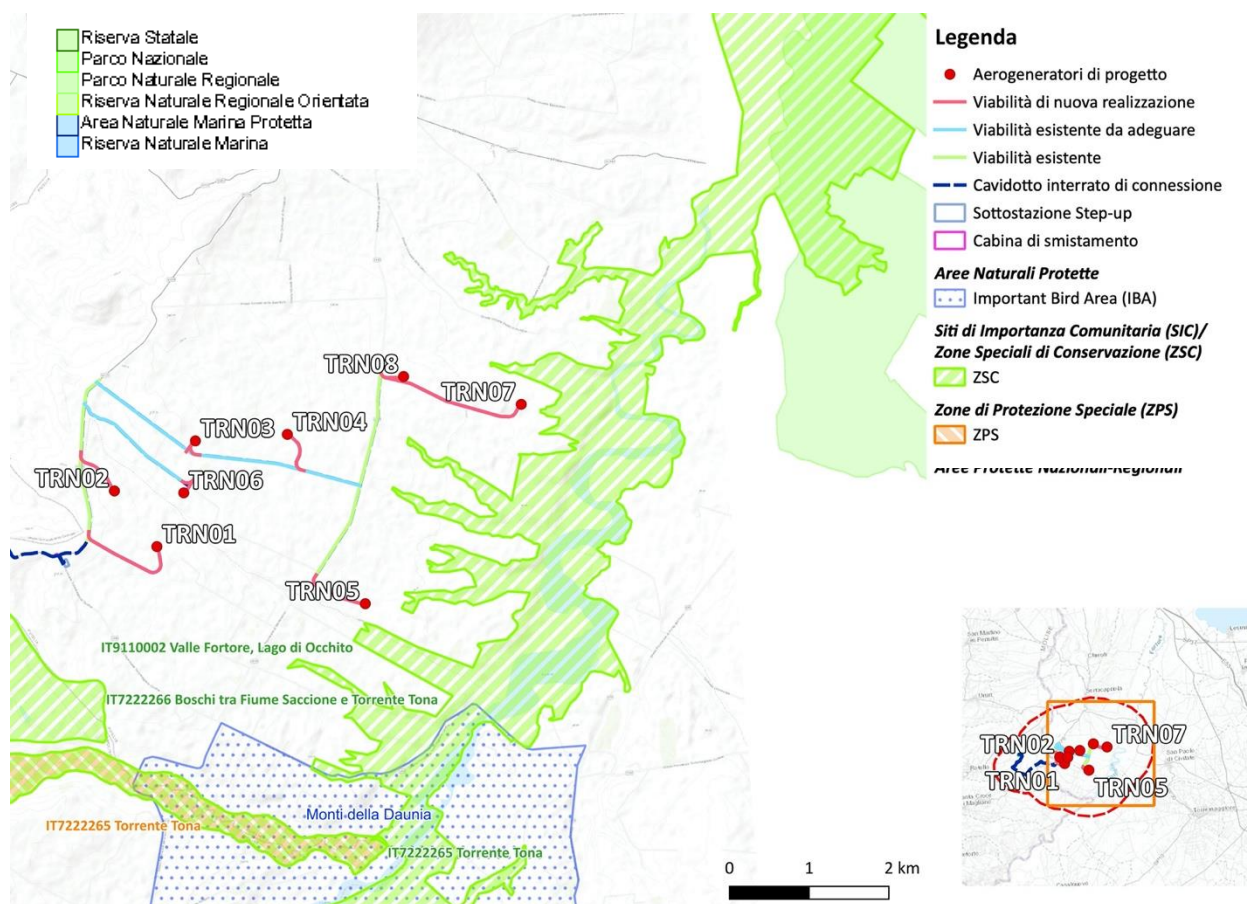 Riserva Statale
Parco Nazionale
Parco Naturale Regionale
Riserva Naturale Regionale Orientata
Area Naturale Marina Protetta
Riserva Naturale Marina
Legenda
Aerogeneratori di progetto
Viabilità di nuova realizzazione
Viabilità esistente da adeguare
Viabilità esistente
Cavidotto interrato di connessione
Sottostazione Step-up
Cabina di smistamento
Aree Naturali Protette
Important Bird Area (IBA)
Siti di Importanza Comunitaria (SIC)/
Zone Speciali di Conservazione (ZSC)
ZSC
Zone di Protezione Speciale (ZPS)
ZPS
Aree Protette Nazionali-Regionali
TRN08
TRN07
TRN03
TRN04
TRN02
TRN06
TRN01
TRN05
IT9110002 Valle Fortore, Lago di Occhito
IT7222266 Boschi tra Fiume Saccione e Torrente Tona
Monti della Daunia
IT7222265 Torrente Tona
IT7222265 Torrente Tona
0 1 2 km
MOLISE
TRN02
TRN07
TRN01
TRN05